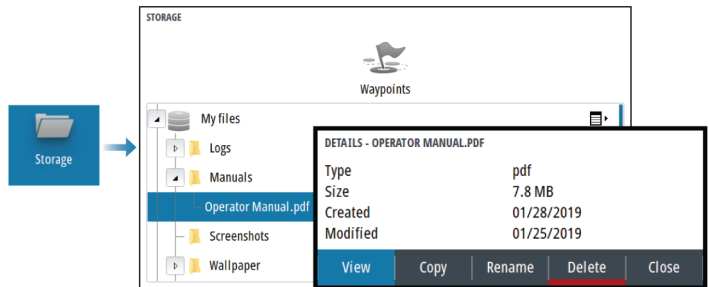 STORAGE
Waypoints
Storage
My files
Logs
Manuals
Operator Manual.pdf
Screenshots
Wallpaper
DETAILS - OPERATOR MANUAL.PDF
Type pdf
Size 7.8 MB
Created 01/28/2019
Modified 01/25/2019
View Copy Rename Delete Close